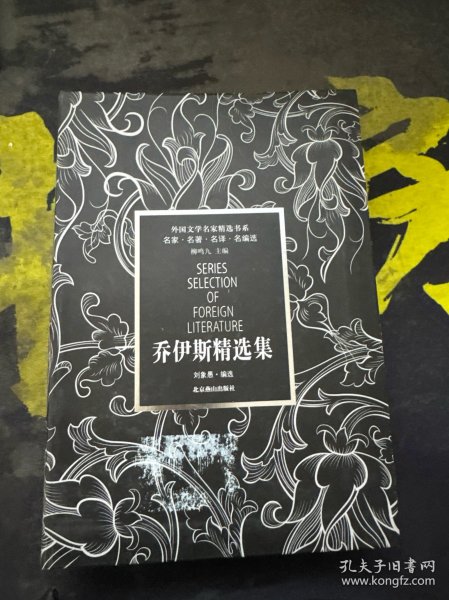 外国文学名家精选书系
名家·名著·名译·名编选
柳鸣九 主编
SERIES
SELECTION
OF
FOREIGN
LITERATURE
乔伊斯精选集
刘象愚·编选
北京燕山出版社
孔夫子旧书网
www.kongfz.com